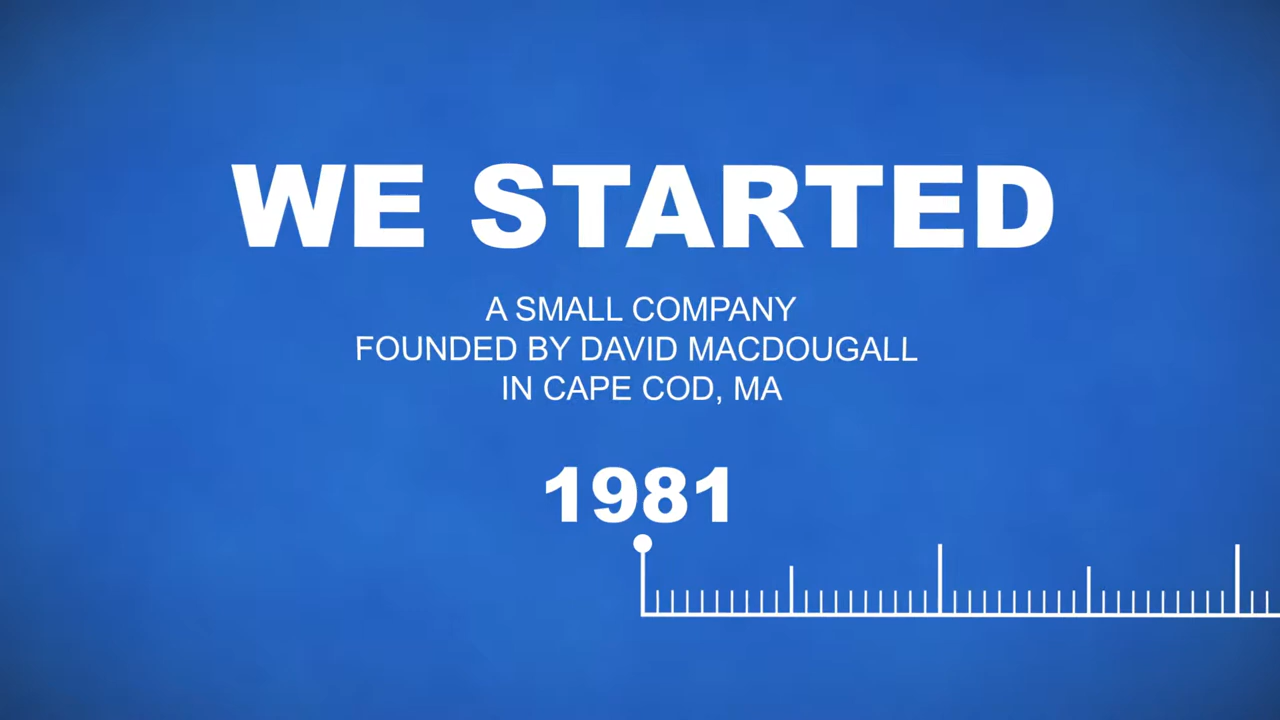 WE STARTED
A SMALL COMPANY
FOUNDED BY DAVID MACDOUGALL
IN CAPE COD, MA
1981